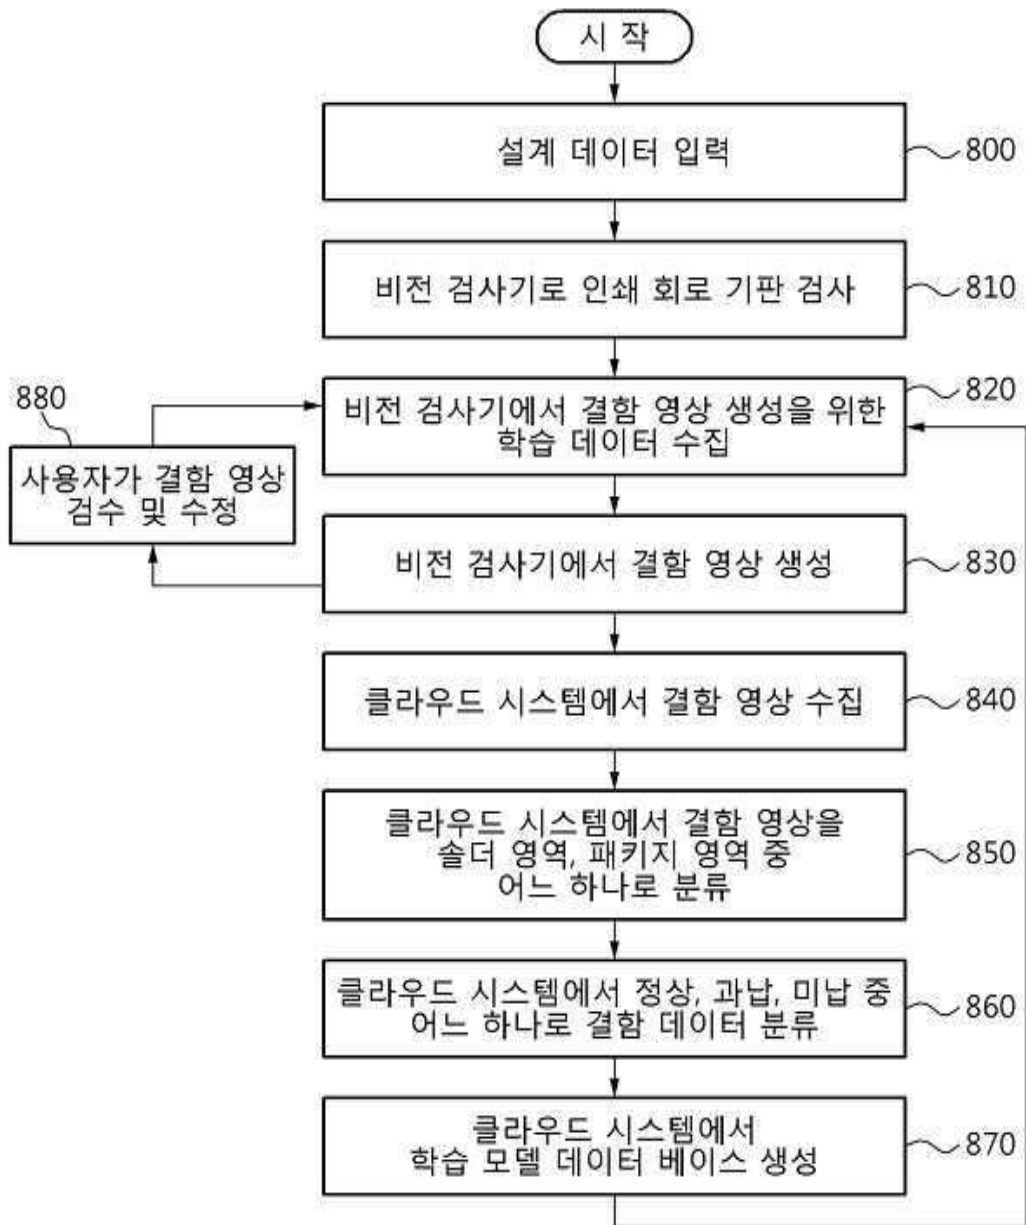 시 작
설계 데이터 입력
800
비전 검사기로 인쇄 회로 기판 검사
810
비전 검사기에서 결함 영상 생성을 위한
학습 데이터 수집
820
880
사용자가 결함 영상
검수 및 수정
비전 검사기에서 결함 영상 생성
830
클라우드 시스템에서 결함 영상 수집
840
클라우드 시스템에서 결함 영상을
솔더 영역, 패키지 영역 중
어느 하나로 분류
850
클라우드 시스템에서 정상, 과납, 미납 중
어느 하나로 결함 데이터 분류
860
클라우드 시스템에서
학습 모델 데이터 베이스 생성
870